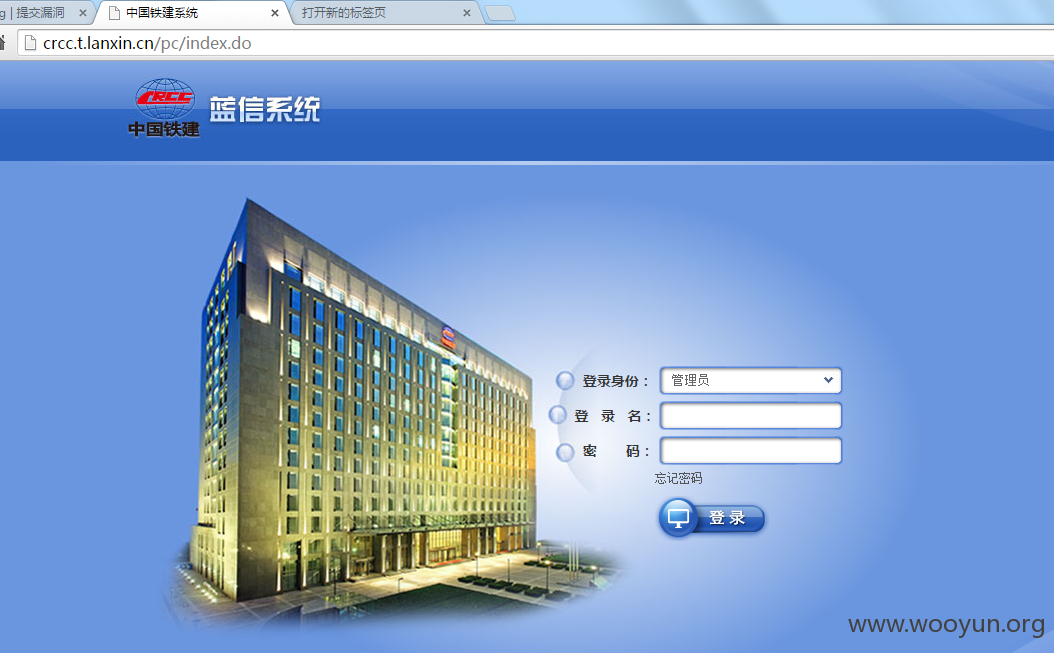 g | 提交漏洞 × 中国铁建系统 × 打开新的标签页 ×
crcc.t.lanxin.cn/pc/index.do
CRCC
中国铁建
蓝信系统
登录身份： 管理员
登 录 名：
密 码：
忘记密码
登 录
www.wooyun.org